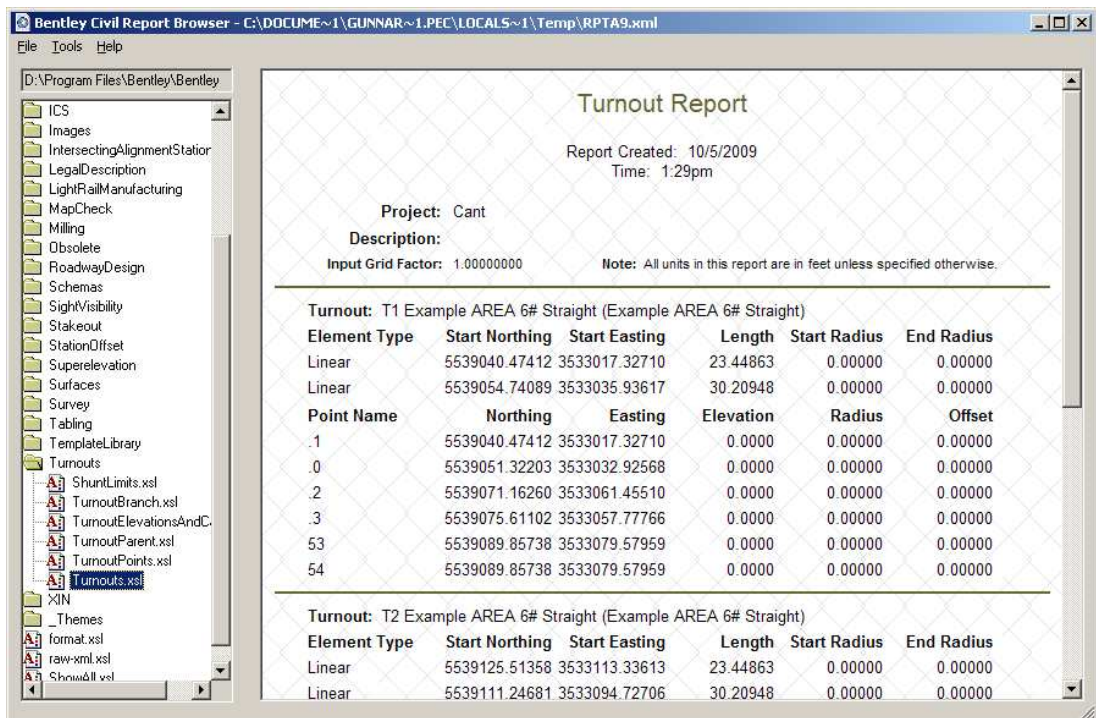 Bentley Civil Report Browser - C:\DOCUME~1\GUNNAR~1.PEC\LOCALS~1\Temp\RPTA9.xml
File Tools Help
D:\Program Files\Bentley\Bentley
ICS
Images
IntersectingAlignmentStation
LegalDescription
LightRailManufacturing
MapCheck
Milling
Obsolete
RoadwayDesign
Schemas
SightVisibility
Stakeout
StationOffset
Superelevation
Surfaces
Survey
Tabling
TemplateLibrary
Turnouts
ShuntLimits.xsl
TurnoutBranch.xsl
TurnoutElevationsAndC
TurnoutParent.xsl
TurnoutPoints.xsl
Turnouts.xsl
XIN
_Themes
format.xsl
raw-xml.xsl
ShowAll.xsl
Turnout Report
Report Created: 10/5/2009
Time: 1:29pm
Project: Cant
Description:
Input Grid Factor: 1.00000000 Note: All units in this report are in feet unless specified otherwise.
Turnout: T1 Example AREA 6# Straight (Example AREA 6# Straight)
Element Type Start Northing Start Easting Length Start Radius End Radius
Linear 5539040.47412 3533017.32710 23.44863 0.00000 0.00000
Linear 5539054.74089 3533035.93617 30.20948 0.00000 0.00000
Point Name Northing Easting Elevation Radius Offset
.1 5539040.47412 3533017.32710 0.0000 0.00000 0.00000
.0 5539051.32203 3533032.92568 0.0000 0.00000 0.00000
.2 5539071.16260 3533061.45510 0.0000 0.00000 0.00000
.3 5539075.61102 3533057.77766 0.0000 0.00000 0.00000
53 5539089.85738 3533079.57959 0.0000 0.00000 0.00000
54 5539089.85738 3533079.57959 0.0000 0.00000 0.00000
Turnout: T2 Example AREA 6# Straight (Example AREA 6# Straight)
Element Type Start Northing Start Easting Length Start Radius End Radius
Linear 5539125.51358 3533113.33613 23.44863 0.00000 0.00000
Linear 5539111.24681 3533094.72706 30.20948 0.00000 0.00000